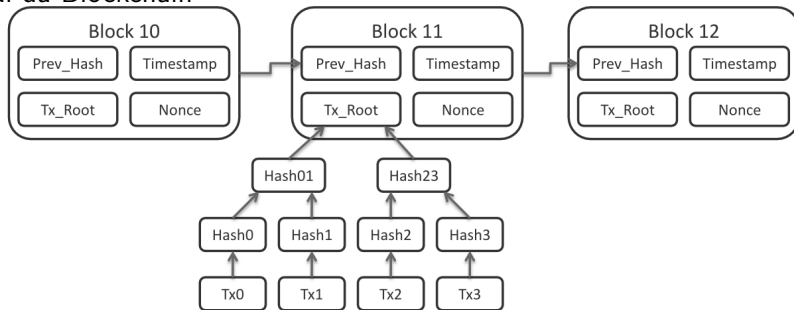 Block 10 Block 11 Block 12
Prev_Hash Timestamp Prev_Hash Timestamp Prev_Hash Timestamp
Tx_Root Nonce Tx_Root Nonce Tx_Root Nonce
Hash01 Hash23
Hash0 Hash1 Hash2 Hash3
Tx0 Tx1 Tx2 Tx3